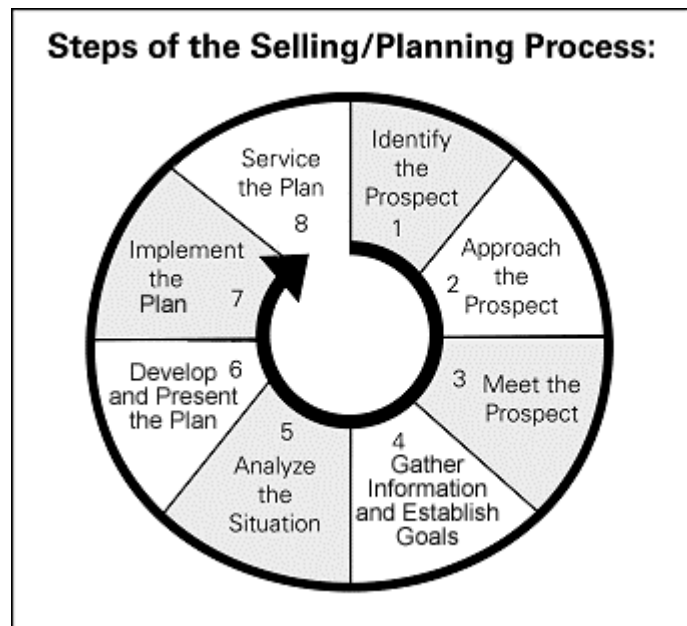 Steps of the Selling/Planning Process:
Identify
the
Prospect
1
Approach
the
2
Prospect
3
Meet the
Prospect
4
Gather
Information
and Establish
Goals
5
Analyze
the
Situation
6
Develop
and Present
the Plan
Implement
the
Plan
7
Service
the Plan
8